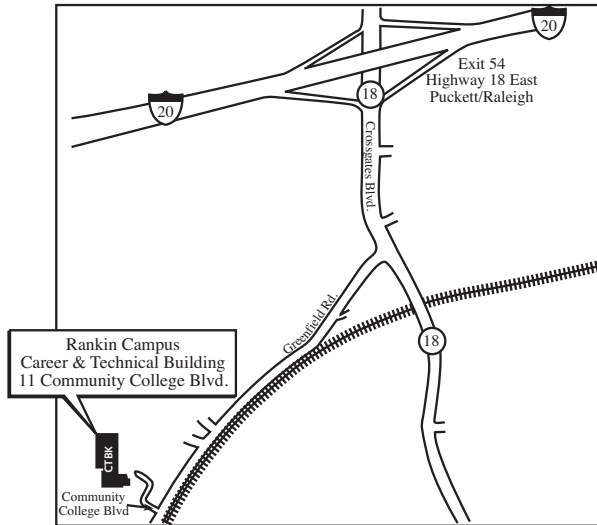 20
Exit 54
Highway 18 East
Puckett/Raleigh
20
18
Crossgates Blvd.
Greenfield Rd.
18
Rankin Campus
Career & Technical Building
11 Community College Blvd.
CTBK
Community
College Blvd